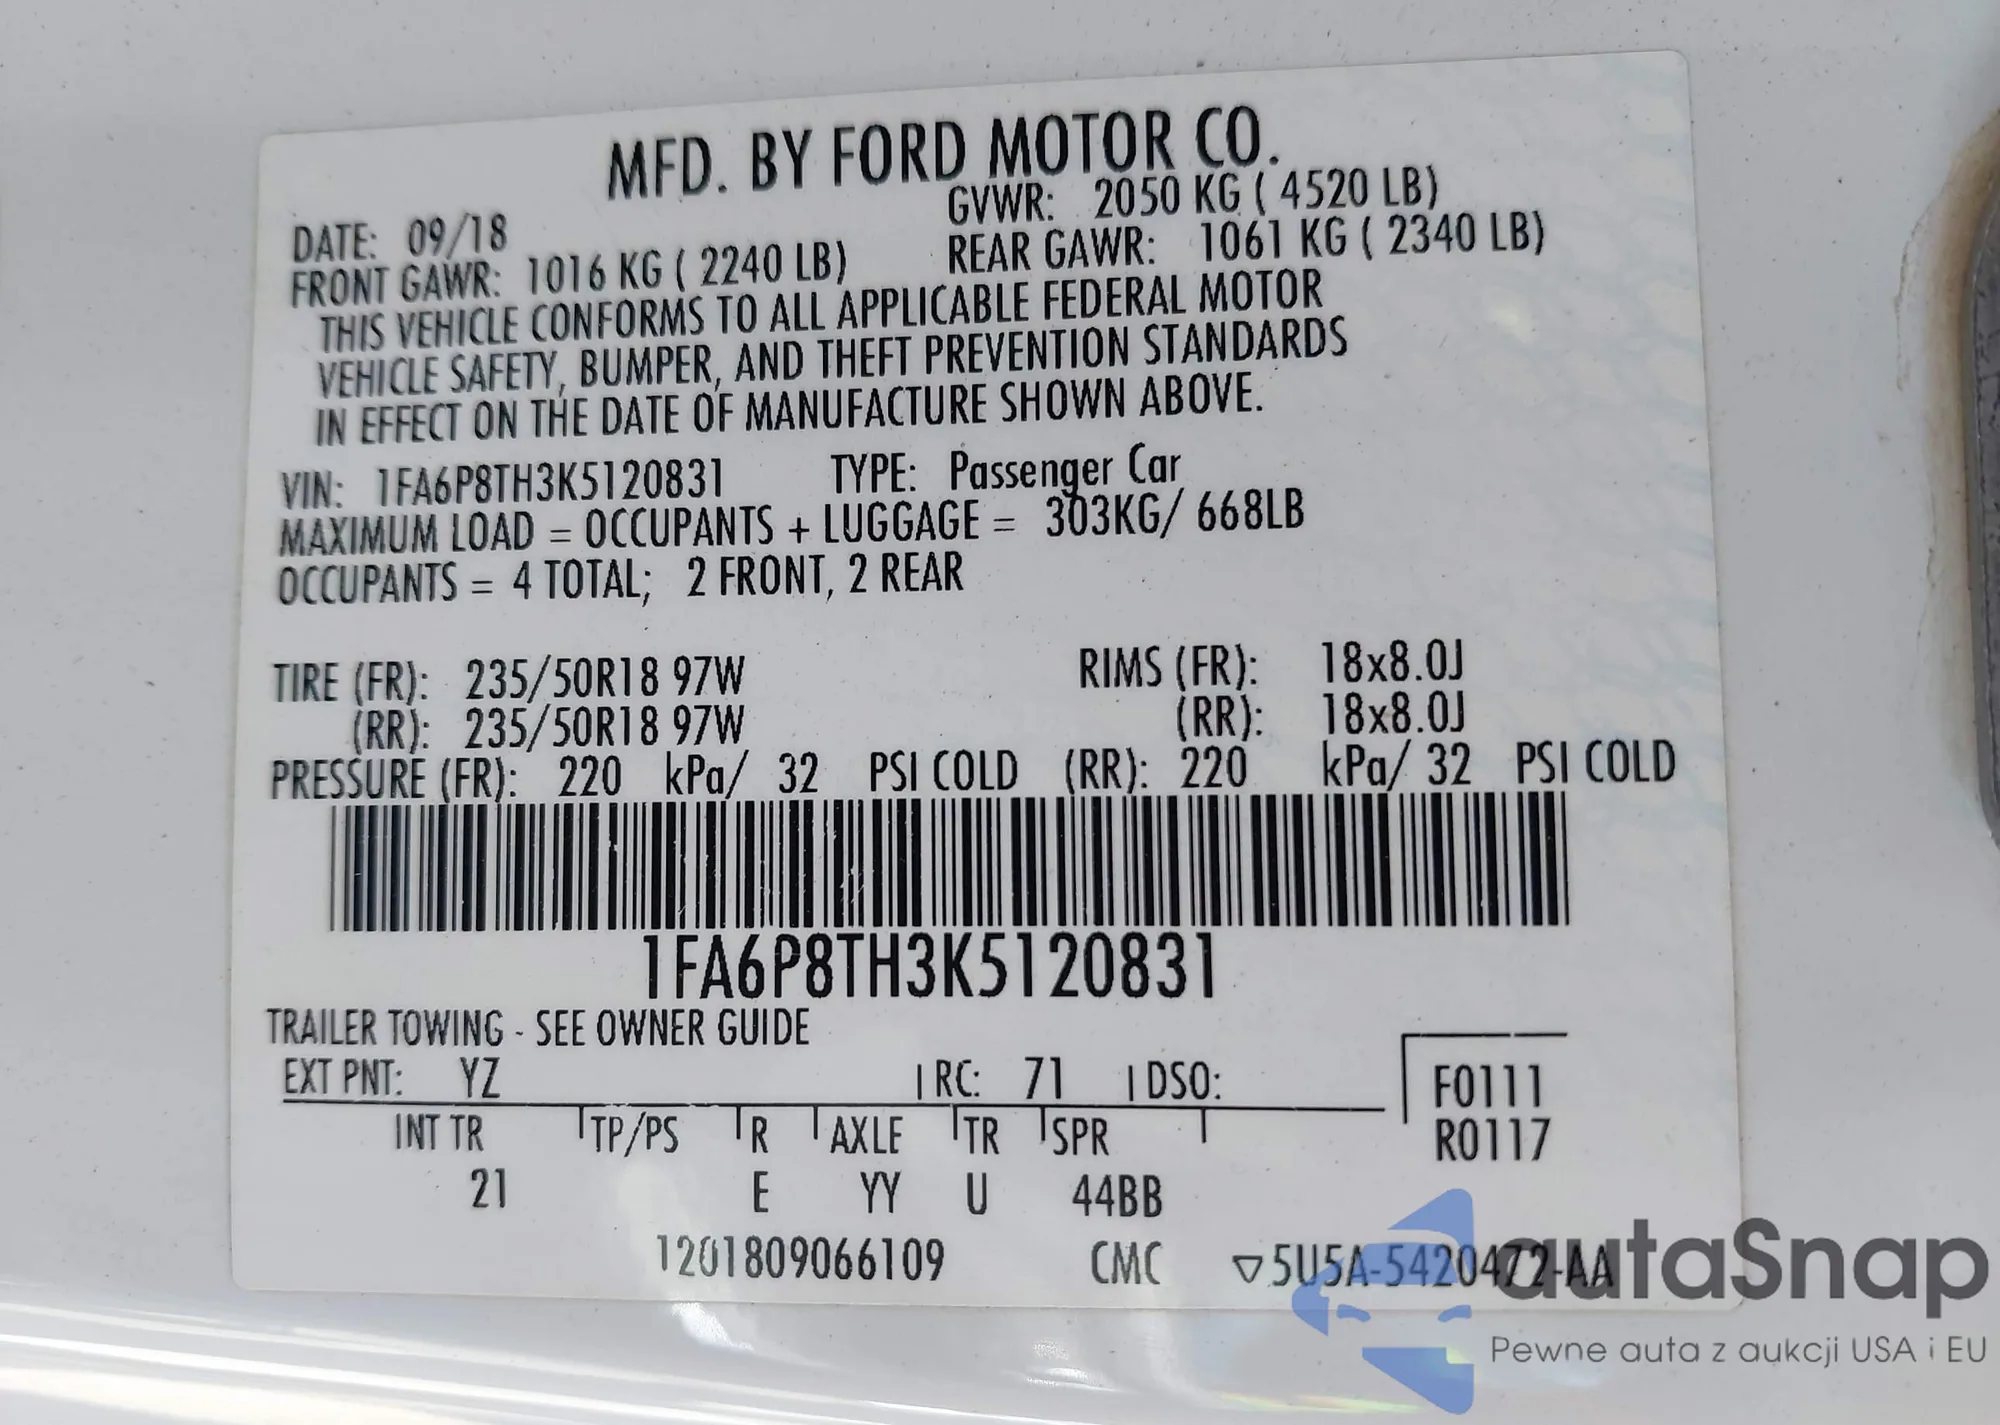 MFD. BY FORD MOTOR CO.
DATE: 09/18 GVWR: 2050 KG ( 4520 LB)
FRONT GAWR: 1016 KG ( 2240 LB) REAR GAWR: 1061 KG ( 2340 LB)
THIS VEHICLE CONFORMS TO ALL APPLICABLE FEDERAL MOTOR
VEHICLE SAFETY, BUMPER, AND THEFT PREVENTION STANDARDS
IN EFFECT ON THE DATE OF MANUFACTURE SHOWN ABOVE.
VIN: 1FA6P8TH3K5120831 TYPE: Passenger Car
MAXIMUM LOAD = OCCUPANTS + LUGGAGE = 303KG/ 668LB
OCCUPANTS = 4 TOTAL; 2 FRONT, 2 REAR
TIRE (FR): 235/50R18 97W RIMS (FR): 18x8.0J
(RR): 235/50R18 97W (RR): 18x8.0J
PRESSURE (FR): 220 kPa/ 32 PSI COLD (RR): 220 kPa/ 32 PSI COLD
1FA6P8TH3K5120831
TRAILER TOWING - SEE OWNER GUIDE
EXT PNT: YZ RC: 71 DSO: F0111
INT TR TP/PS R AXLE TR SPR R0117
21 E YY U 44BB
1201809066109 CMC ▽5U5A-5420472-AA
autaSnap
Pewne auta z aukcji USA i EU